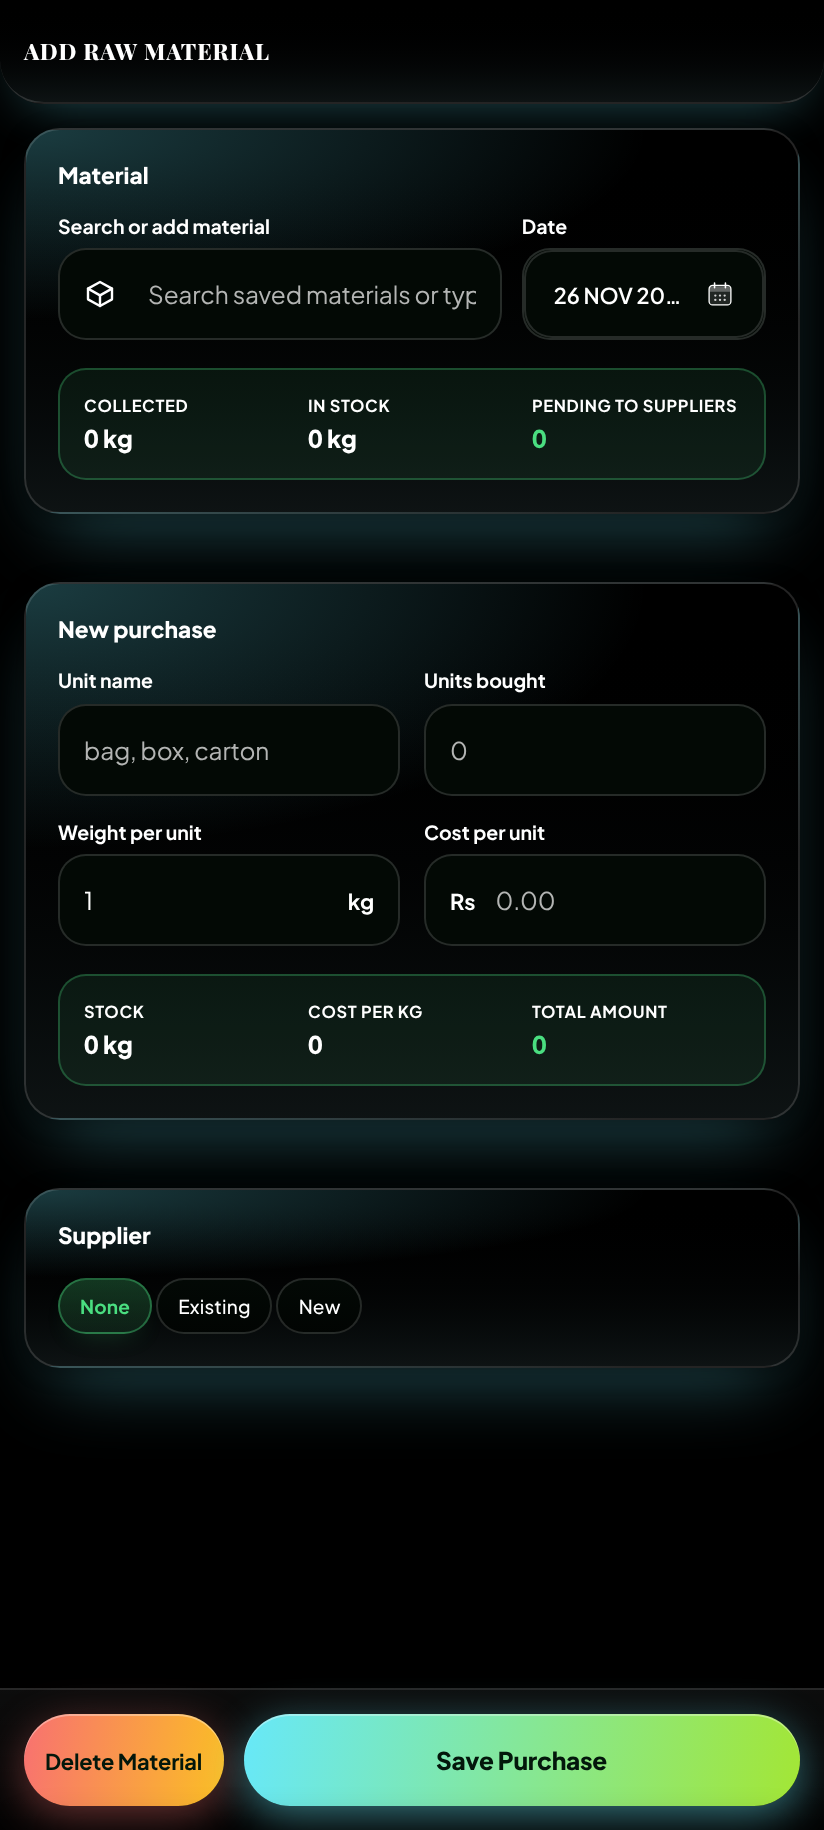 ADD RAW MATERIAL
Material
Search or add material
Date
Search saved materials or typ
26 NOV 20...
COLLECTED
IN STOCK
PENDING TO SUPPLIERS
0 kg
0 kg
0
New purchase
Unit name
Units bought
bag, box, carton
0
Weight per unit
Cost per unit
1
kg
Rs
0.00
STOCK
COST PER KG
TOTAL AMOUNT
0 kg
0
0
Supplier
None
Existing
New
Delete Material
Save Purchase